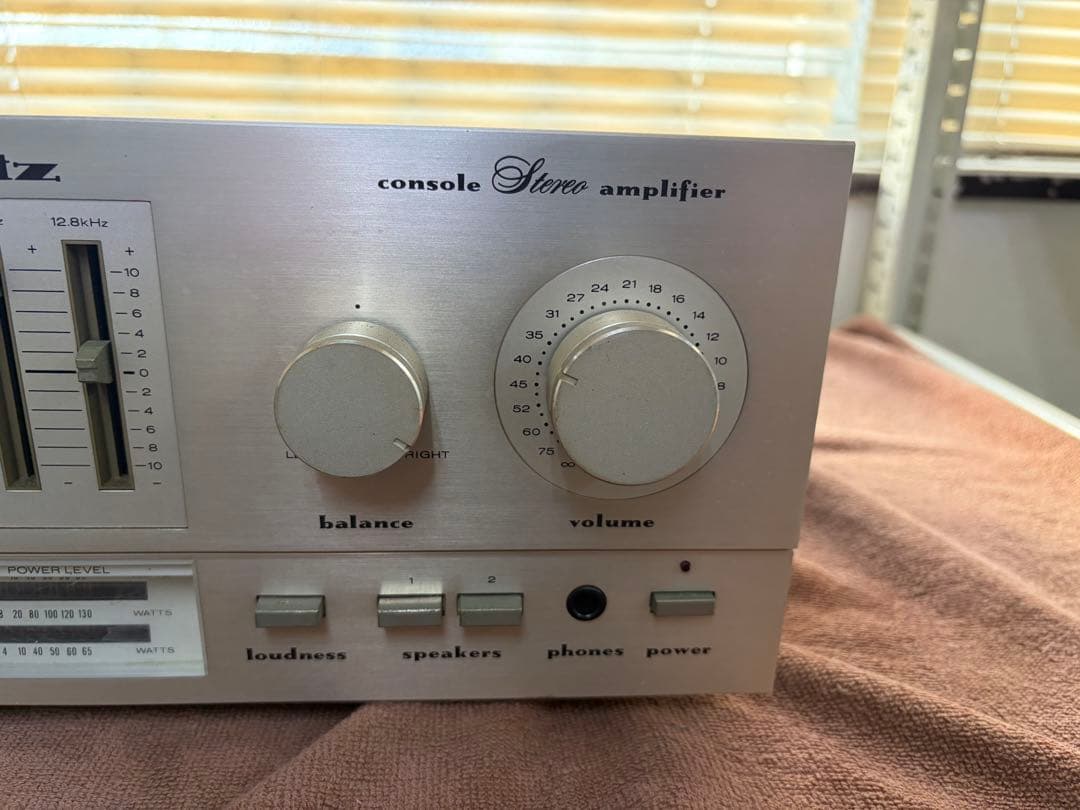 tz
console Stereo amplifier
12.8kHz
+ +
10
8
6
4
2
0
2
4
6
8
10
- -
21
24 18
27 16
31 14
35 12
40 10
45 8
52
60
75
∞
RIGHT
balance volume
POWER LEVEL
8 20 80 100 120 130 WATTS
4 10 40 50 60 65 WATTS
1 2
loudness speakers phones power